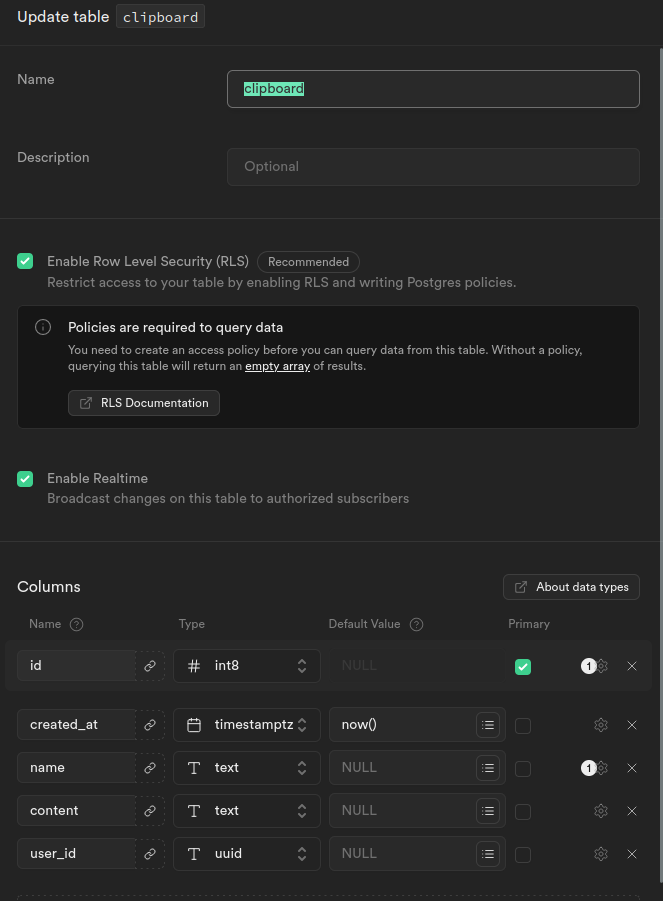 Update table clipboard
Name
clipboard
Description
Optional
Enable Row Level Security (RLS) Recommended
Restrict access to your table by enabling RLS and writing Postgres policies.
Policies are required to query data
You need to create an access policy before you can query data from this table. Without a policy,
querying this table will return an empty array of results.
RLS Documentation
Enable Realtime
Broadcast changes on this table to authorized subscribers
Columns
About data types
Name Type Default Value Primary
id int8 NULL 1
created_at timestamptz now()
name text NULL 1
content text NULL
user_id uuid NULL